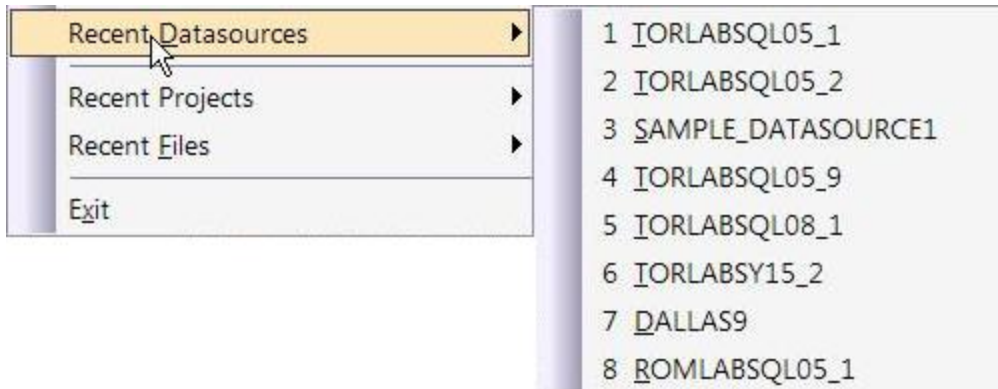 Recent Datasources
Recent Projects
Recent Files
Exit
1 TORLABSQL05_1
2 TORLABSQL05_2
3 SAMPLE_DATASOURCE1
4 TORLABSQL05_9
5 TORLABSQL08_1
6 TORLABSY15_2
7 DALLAS9
8 ROMLABSQL05_1